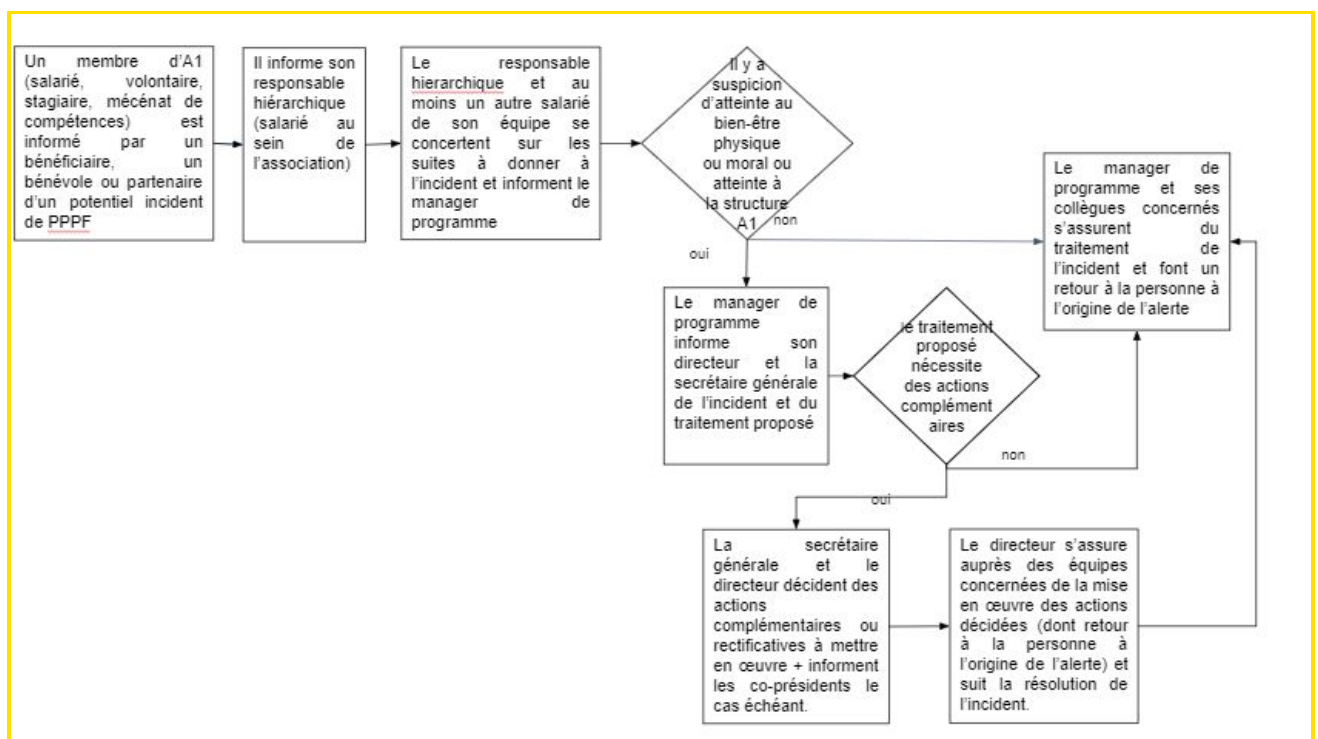 Un membre d'A1
(salarié, volontaire,
stagiaire, mécénat de
compétences) est
informé par un
bénéficiaire, un
bénévole ou partenaire
d'un potentiel incident
de PPPF
Il informe son
responsable
hiérarchique
(salarié au
sein de
l'association)
Le responsable
hierarchique et au
moins un autre salarié
de son équipe se
concertent sur les
suites à donner à
l'incident et informent le
manager de
programme
Il y a
suspicion
d'atteinte au
bien-être
physique
ou moral ou
atteinte à
la structure
A1
non
oui
Le manager de
programme et ses
collègues concernés
s'assurent du
traitement de
l'incident et font un
retour à la personne à
l'origine de l'alerte
Le manager de
programme
informe son
directeur et la
secrétaire générale
de l'incident et du
traitement proposé
le traitement
proposé
nécessite
des actions
complément
aires
non
oui
La secrétaire
générale et le
directeur décident des
actions
complémentaires ou
rectificatives à mettre
en œuvre + informent
les co-présidents le
cas échéant.
Le directeur s'assure
auprès des équipes
concernées de la mise
en œuvre des actions
décidées (dont retour
à la personne à
l'origine de l'alerte) et
suit la résolution de
l'incident.